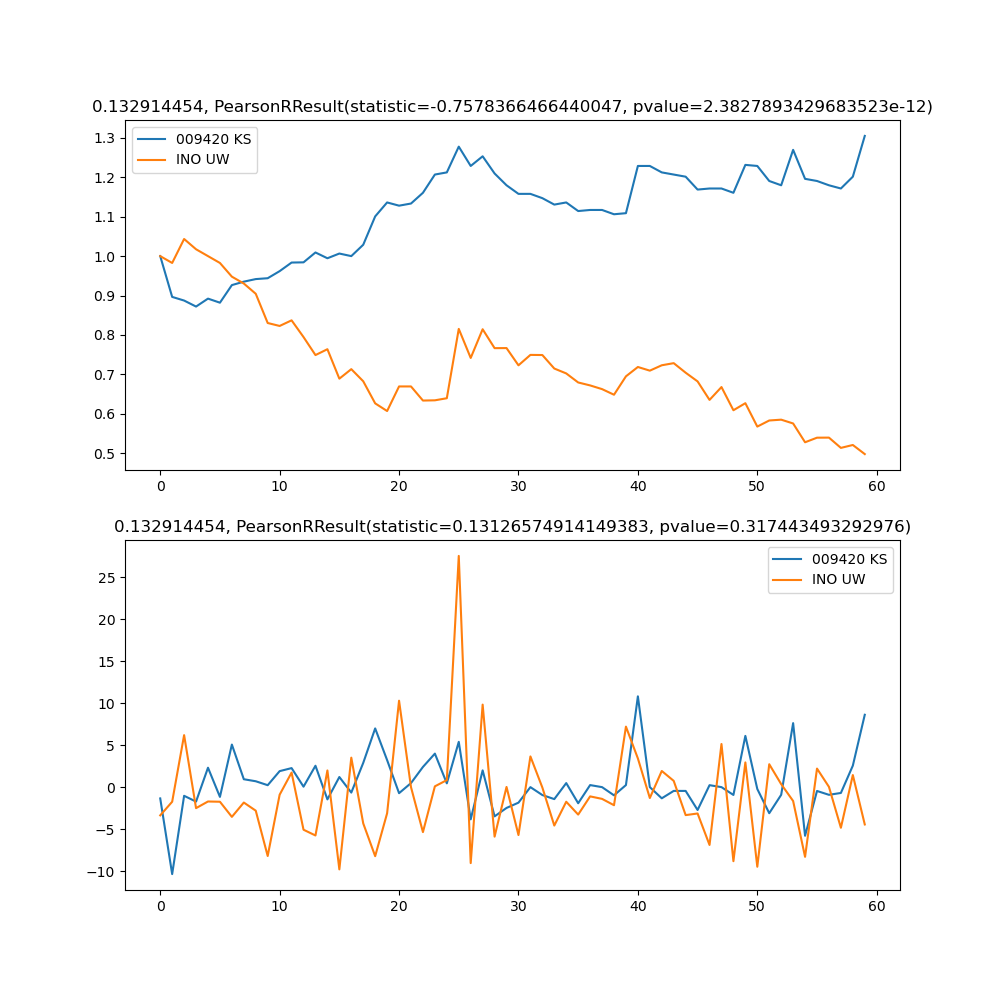 0.132914454, PearsonRResult(statistic=-0.7578366466440047, pvalue=2.3827893429683523e-12)
009420 KS
INO UW
1.3
1.2
1.1
1.0
0.9
0.8
0.7
0.6
0.5
0 10 20 30 40 50 60
0.132914454, PearsonRResult(statistic=0.13126574914149383, pvalue=0.317443493292976)
009420 KS
INO UW
25
20
15
10
5
0
−5
−10
0 10 20 30 40 50 60